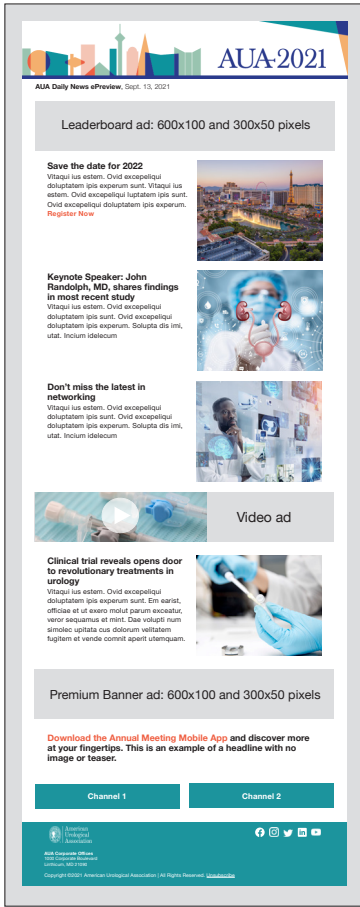 AUA★2021
AUA Daily News ePreview, Sept. 13, 2021
Leaderboard ad: 600x100 and 300x50 pixels
Save the date for 2022
Vitaqui ius estem. Ovid excepeliqui
doluptatem ipis experum sunt. Vitaqui ius
estem. Ovid excepeliqui luptatem ipis sunt.
Ovid excepeliqui doluptatem ipis experum.
Register Now
Keynote Speaker: John
Randolph, MD, shares findings
in most recent study
Vitaqui ius estem. Ovid excepeliqui
doluptatem ipis sunt. Ovid excepeliqui
doluptatem ipis experum. Solupta dis imi,
utat. Incium idelecum
Don't miss the latest in
networking
Vitaqui ius estem. Ovid excepeliqui
doluptatem ipis sunt. Ovid excepeliqui
doluptatem ipis experum. Solupta dis imi,
utat. Incium idelecum
Video ad
Clinical trial reveals opens door
to revolutionary treatments in
urology
Vitaqui ius estem. Ovid excepeliqui
doluptatem ipis experum sunt. Em earist,
officiae et ut exero molut parum exceatur,
veror sequamus et mint. Dae volupti num
simolec upitata cus dolorum velitatem
fugitem et vende comnit aperit utemquam.
Premium Banner ad: 600x100 and 300x50 pixels
Download the Annual Meeting Mobile App and discover more
at your fingertips. This is an example of a headline with no
image or teaser.
Channel 1
Channel 2
American
Urological
Association
AUA Corporate Offices
1000 Corporate Boulevard
Linthicum, MD 21090
Copyright ©2021 American Urological Association | All Rights Reserved. Unsubscribe